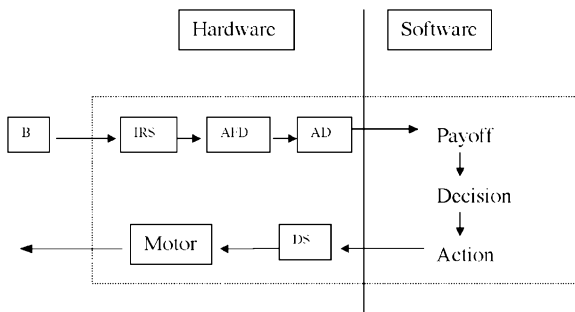 Hardware
Software
B
IRS
AFD
AD
Payoff
Decision
Motor
DS
Action